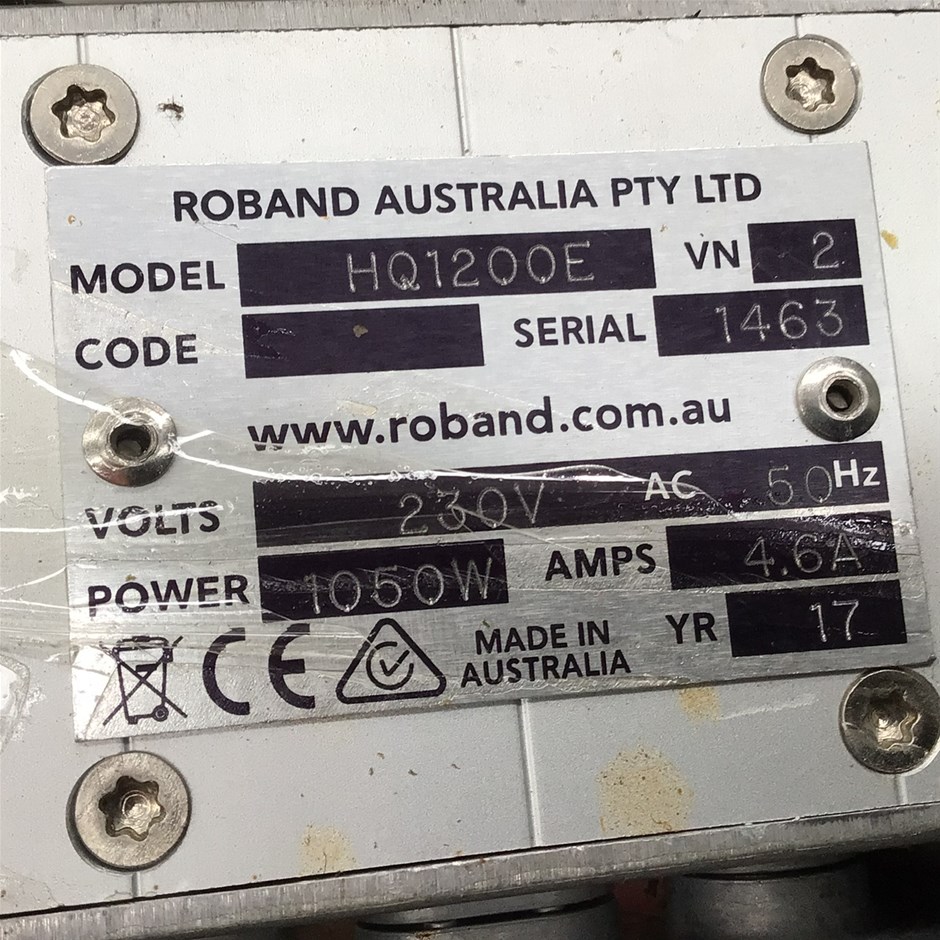 ROBAND AUSTRALIA PTY LTD
MODEL HQ1200E VN 2
CODE SERIAL 1463
www.roband.com.au
VOLTS 230V AC 50Hz
POWER 1050W AMPS 4.6A
CE MADE IN AUSTRALIA YR 17